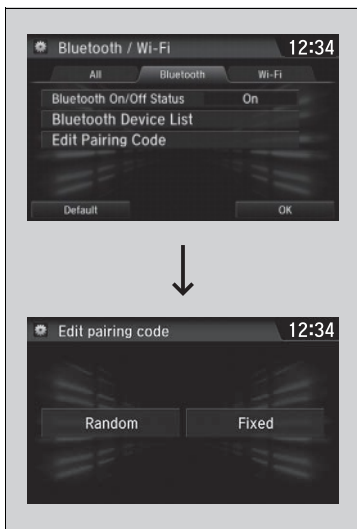 Bluetooth / Wi-Fi 12:34
All Bluetooth Wi-Fi
Bluetooth On/Off Status On
Bluetooth Device List
Edit Pairing Code
Default OK
Edit pairing code 12:34
Random Fixed